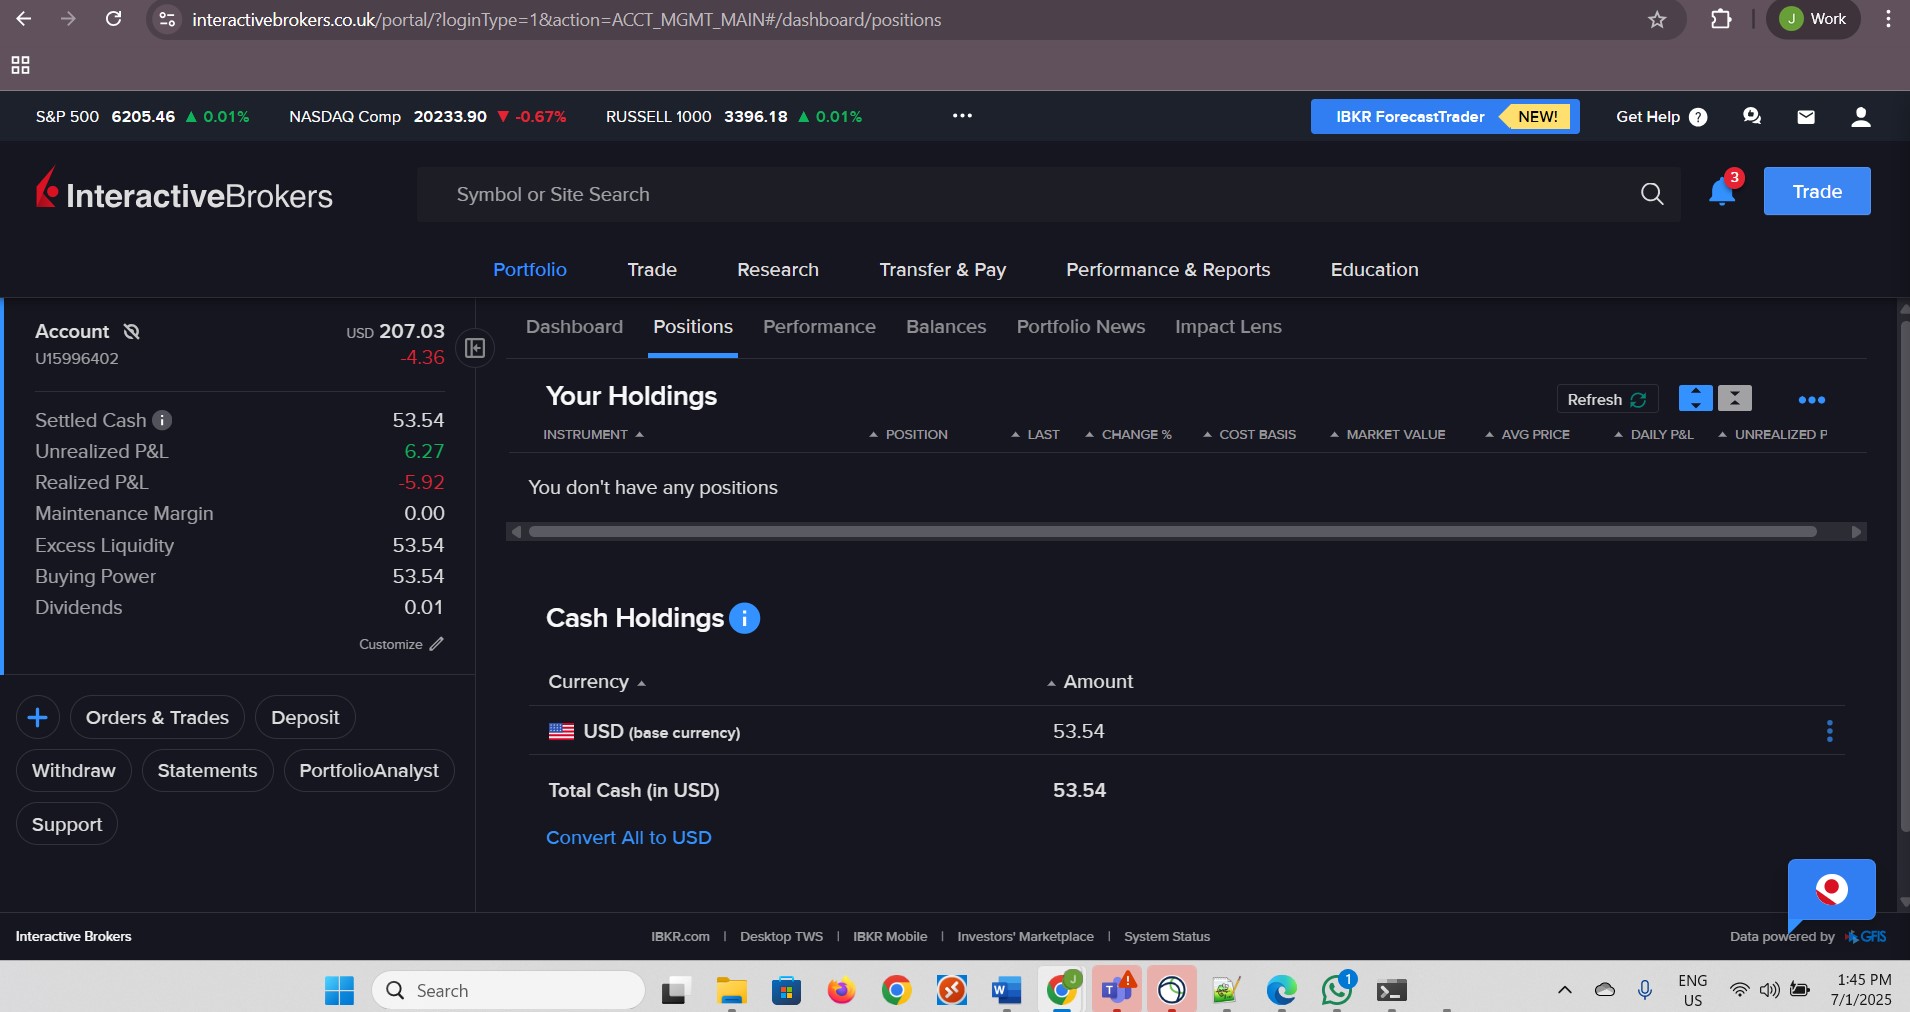 interactivebrokers.co.uk/portal/?loginType=1&action=ACCT_MGMT_MAIN#/dashboard/positions
J Work
S&P 500 6205.46 ▲ 0.01% NASDAQ Comp 20233.90 ▼ -0.67% RUSSELL 1000 3396.18 ▲ 0.01% •••
IBKR ForecastTrader NEW! Get Help ?
InteractiveBrokers
Symbol or Site Search
3
Trade
Portfolio Trade Research Transfer & Pay Performance & Reports Education
Account USD 207.03
U15996402 -4.36
Settled Cash i 53.54
Unrealized P&L 6.27
Realized P&L -5.92
Maintenance Margin 0.00
Excess Liquidity 53.54
Buying Power 53.54
Dividends 0.01
Customize
+ Orders & Trades Deposit
Withdraw Statements PortfolioAnalyst
Support
Dashboard Positions Performance Balances Portfolio News Impact Lens
Your Holdings
Refresh
INSTRUMENT POSITION LAST CHANGE % COST BASIS MARKET VALUE AVG PRICE DAILY P&L UNREALIZED P
You don't have any positions
Cash Holdings i
Currency Amount
USD (base currency) 53.54
Total Cash (in USD) 53.54
Convert All to USD
Interactive Brokers
IBKR.com | Desktop TWS | IBKR Mobile | Investors' Marketplace | System Status
Data powered by GFIS
Search
W
J
T
1
ENG
US
1:45 PM
7/1/2025